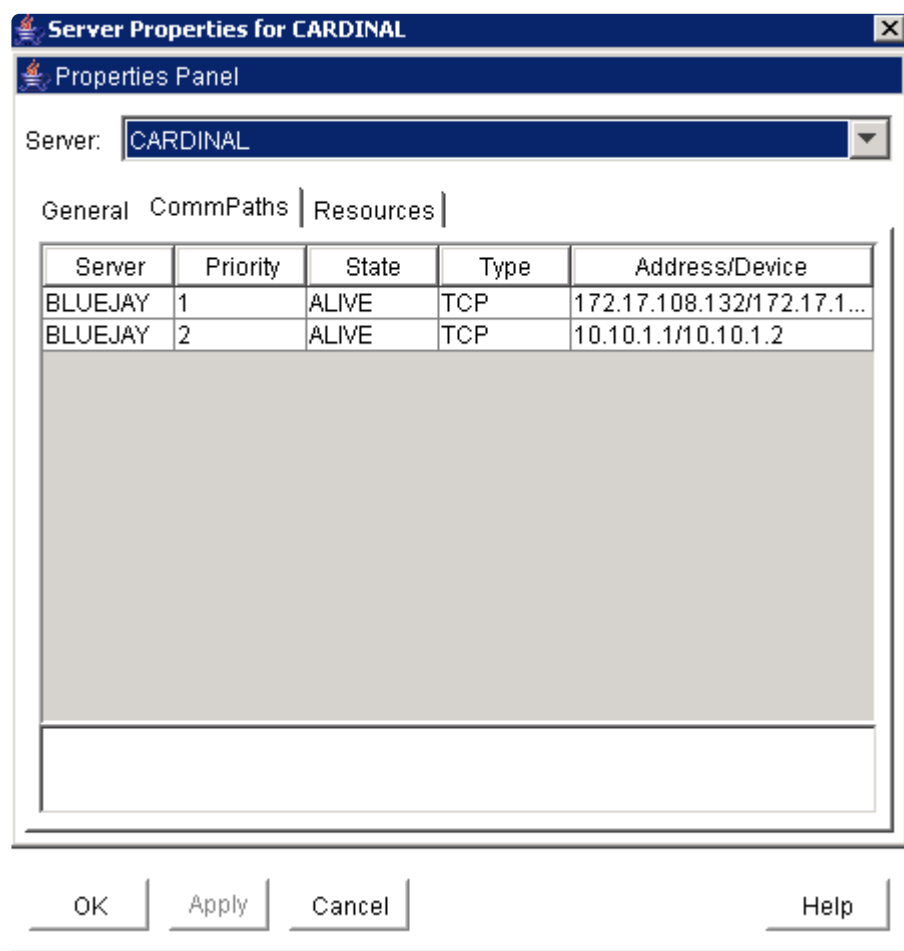 Server Properties for CARDINAL
Properties Panel
Server: CARDINAL
General CommPaths Resources
Server Priority State Type Address/Device
BLUEJAY 1 ALIVE TCP 172.17.108.132/172.17.1...
BLUEJAY 2 ALIVE TCP 10.10.1.1/10.10.1.2
OK Apply Cancel Help